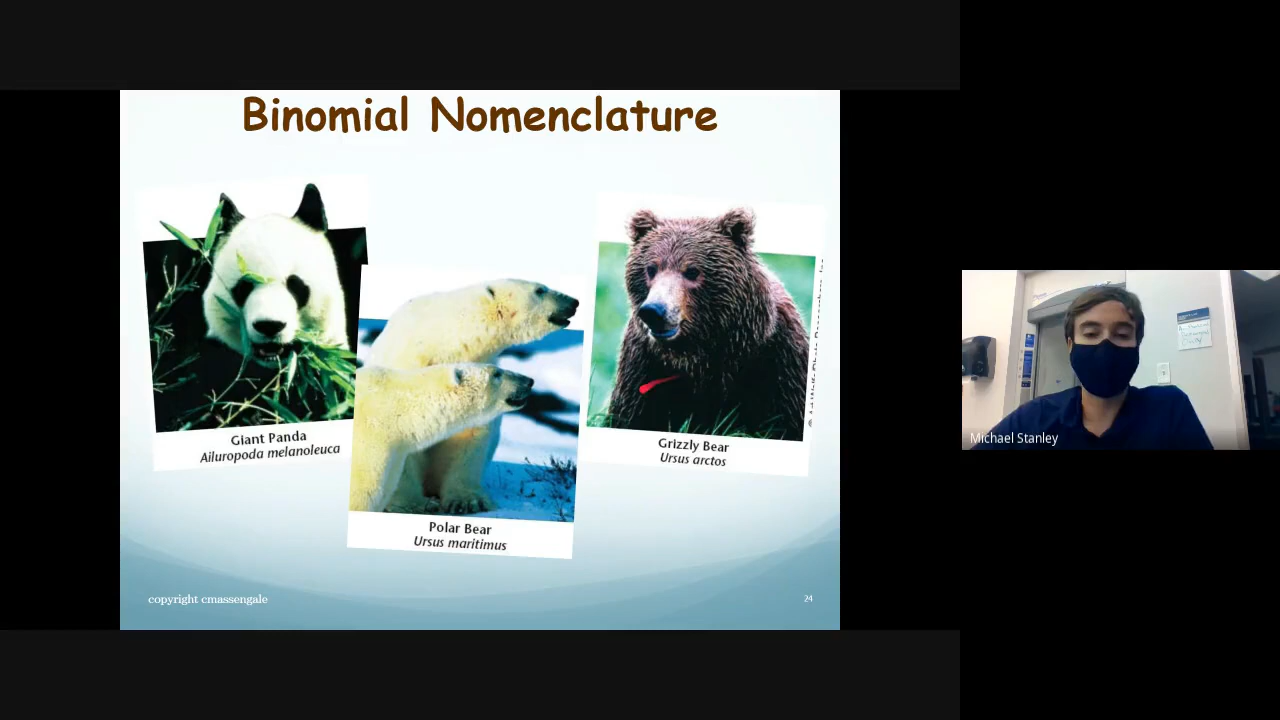 Binomial Nomenclature
Giant Panda
Ailuropoda melanoleuca
Polar Bear
Ursus maritimus
Grizzly Bear
Ursus arctos
copyright cmassengale
24
Michael Stanley